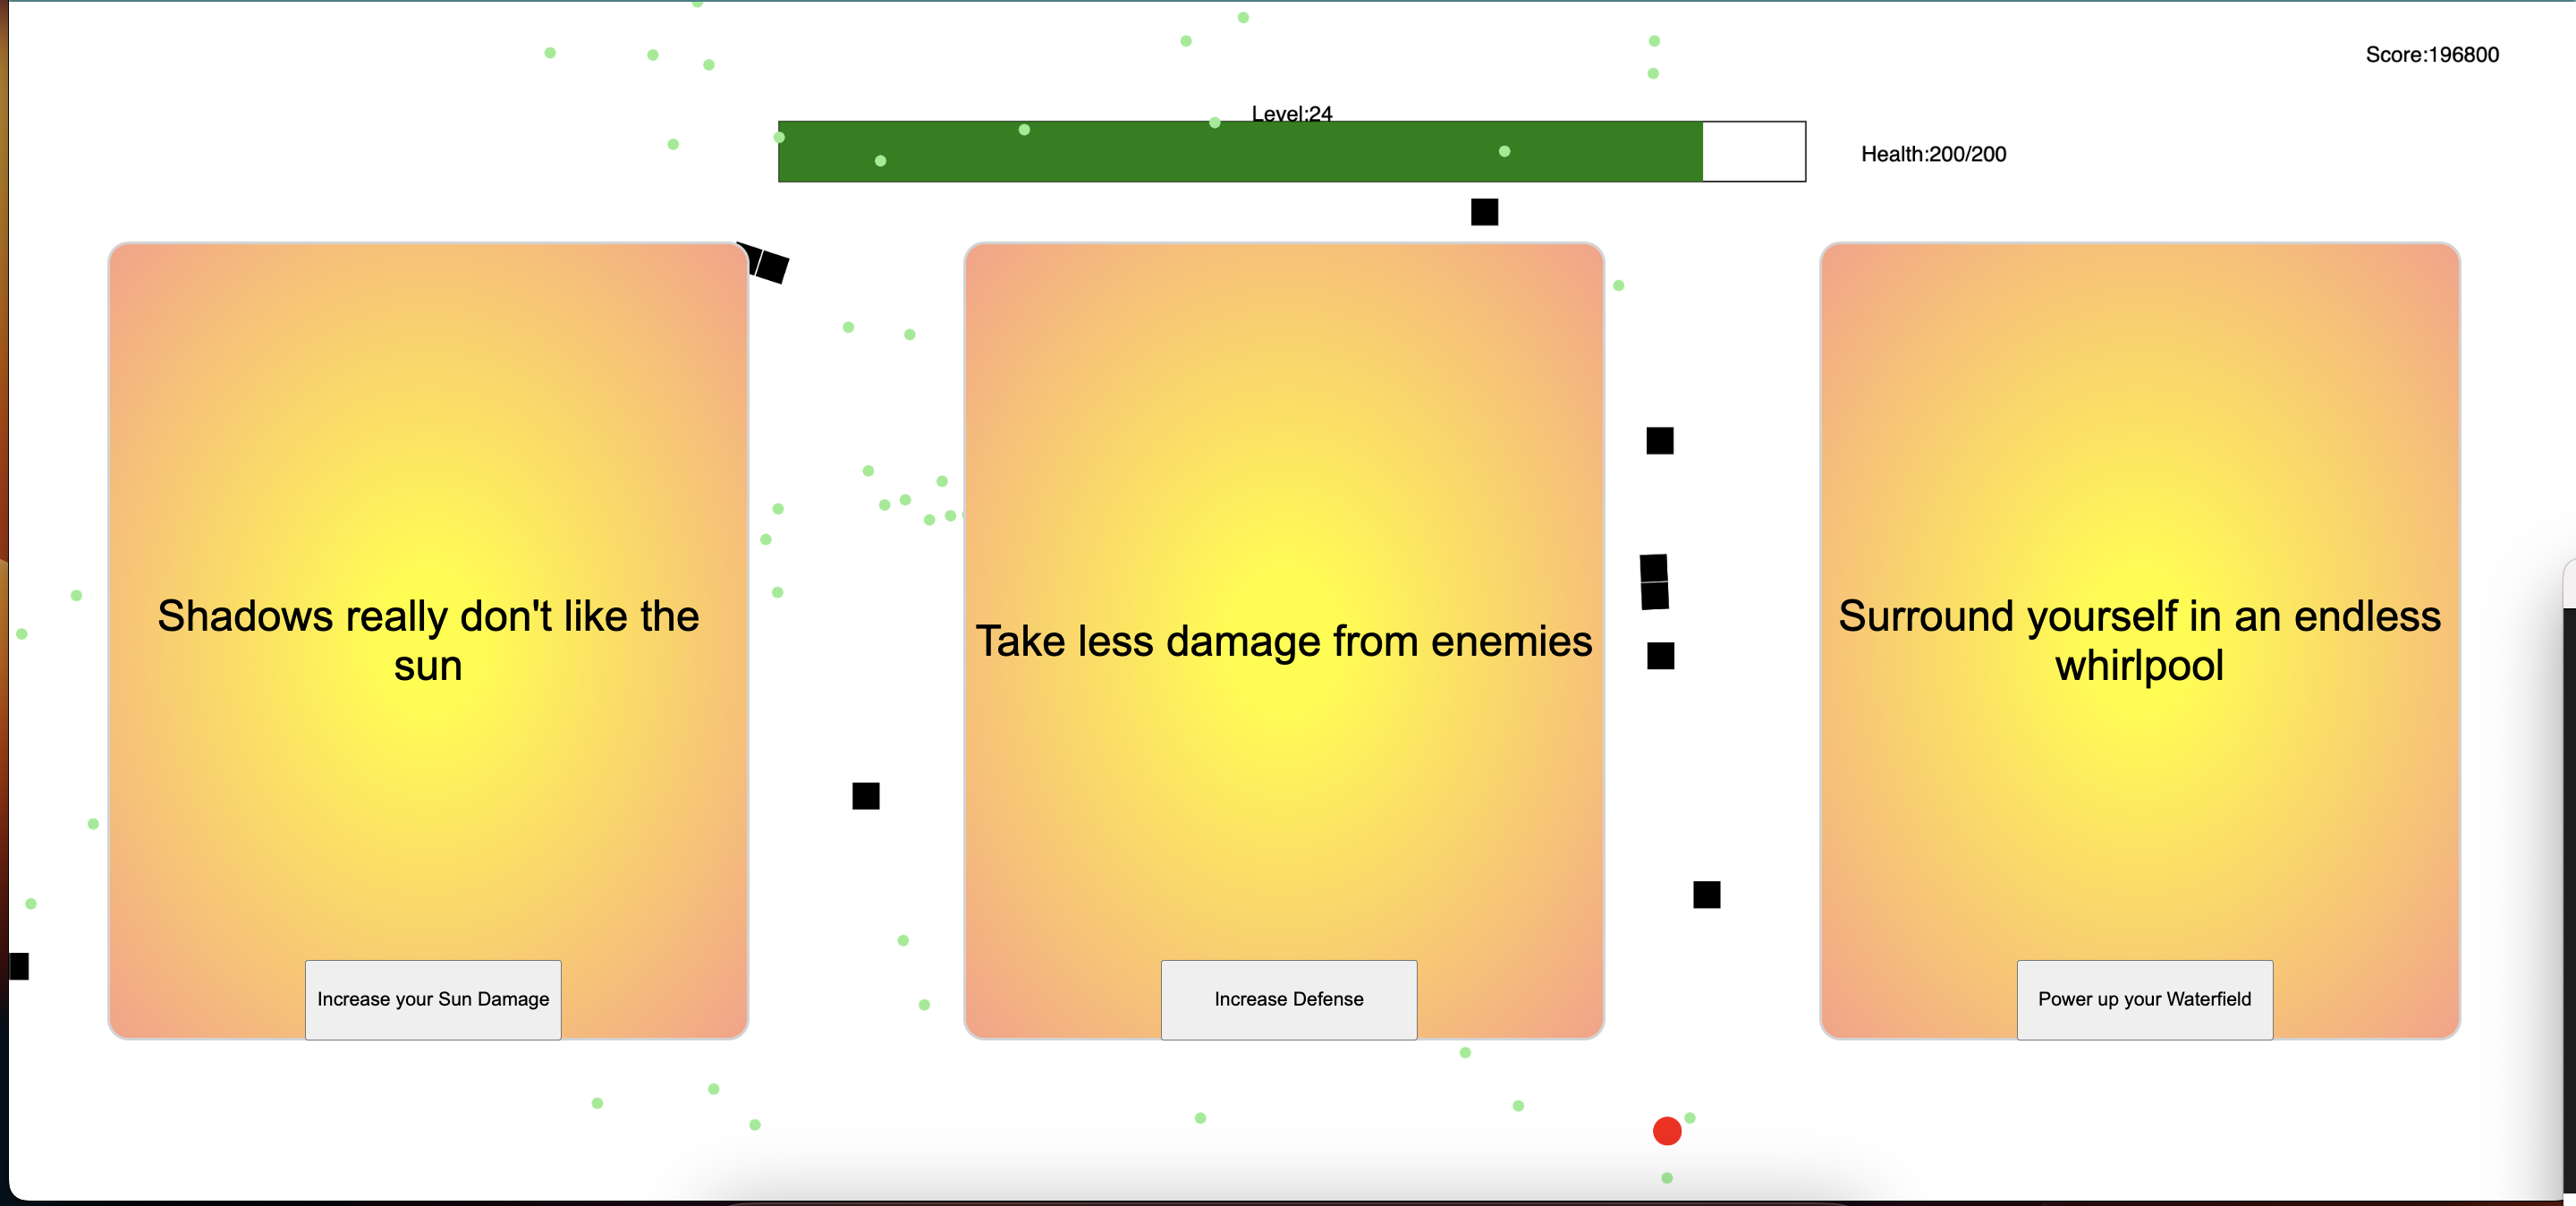 Score:196800
Level:24
Health:200/200
Shadows really don't like the
sun
Take less damage from enemies
Surround yourself in an endless
whirlpool
Increase your Sun Damage
Increase Defense
Power up your Waterfield